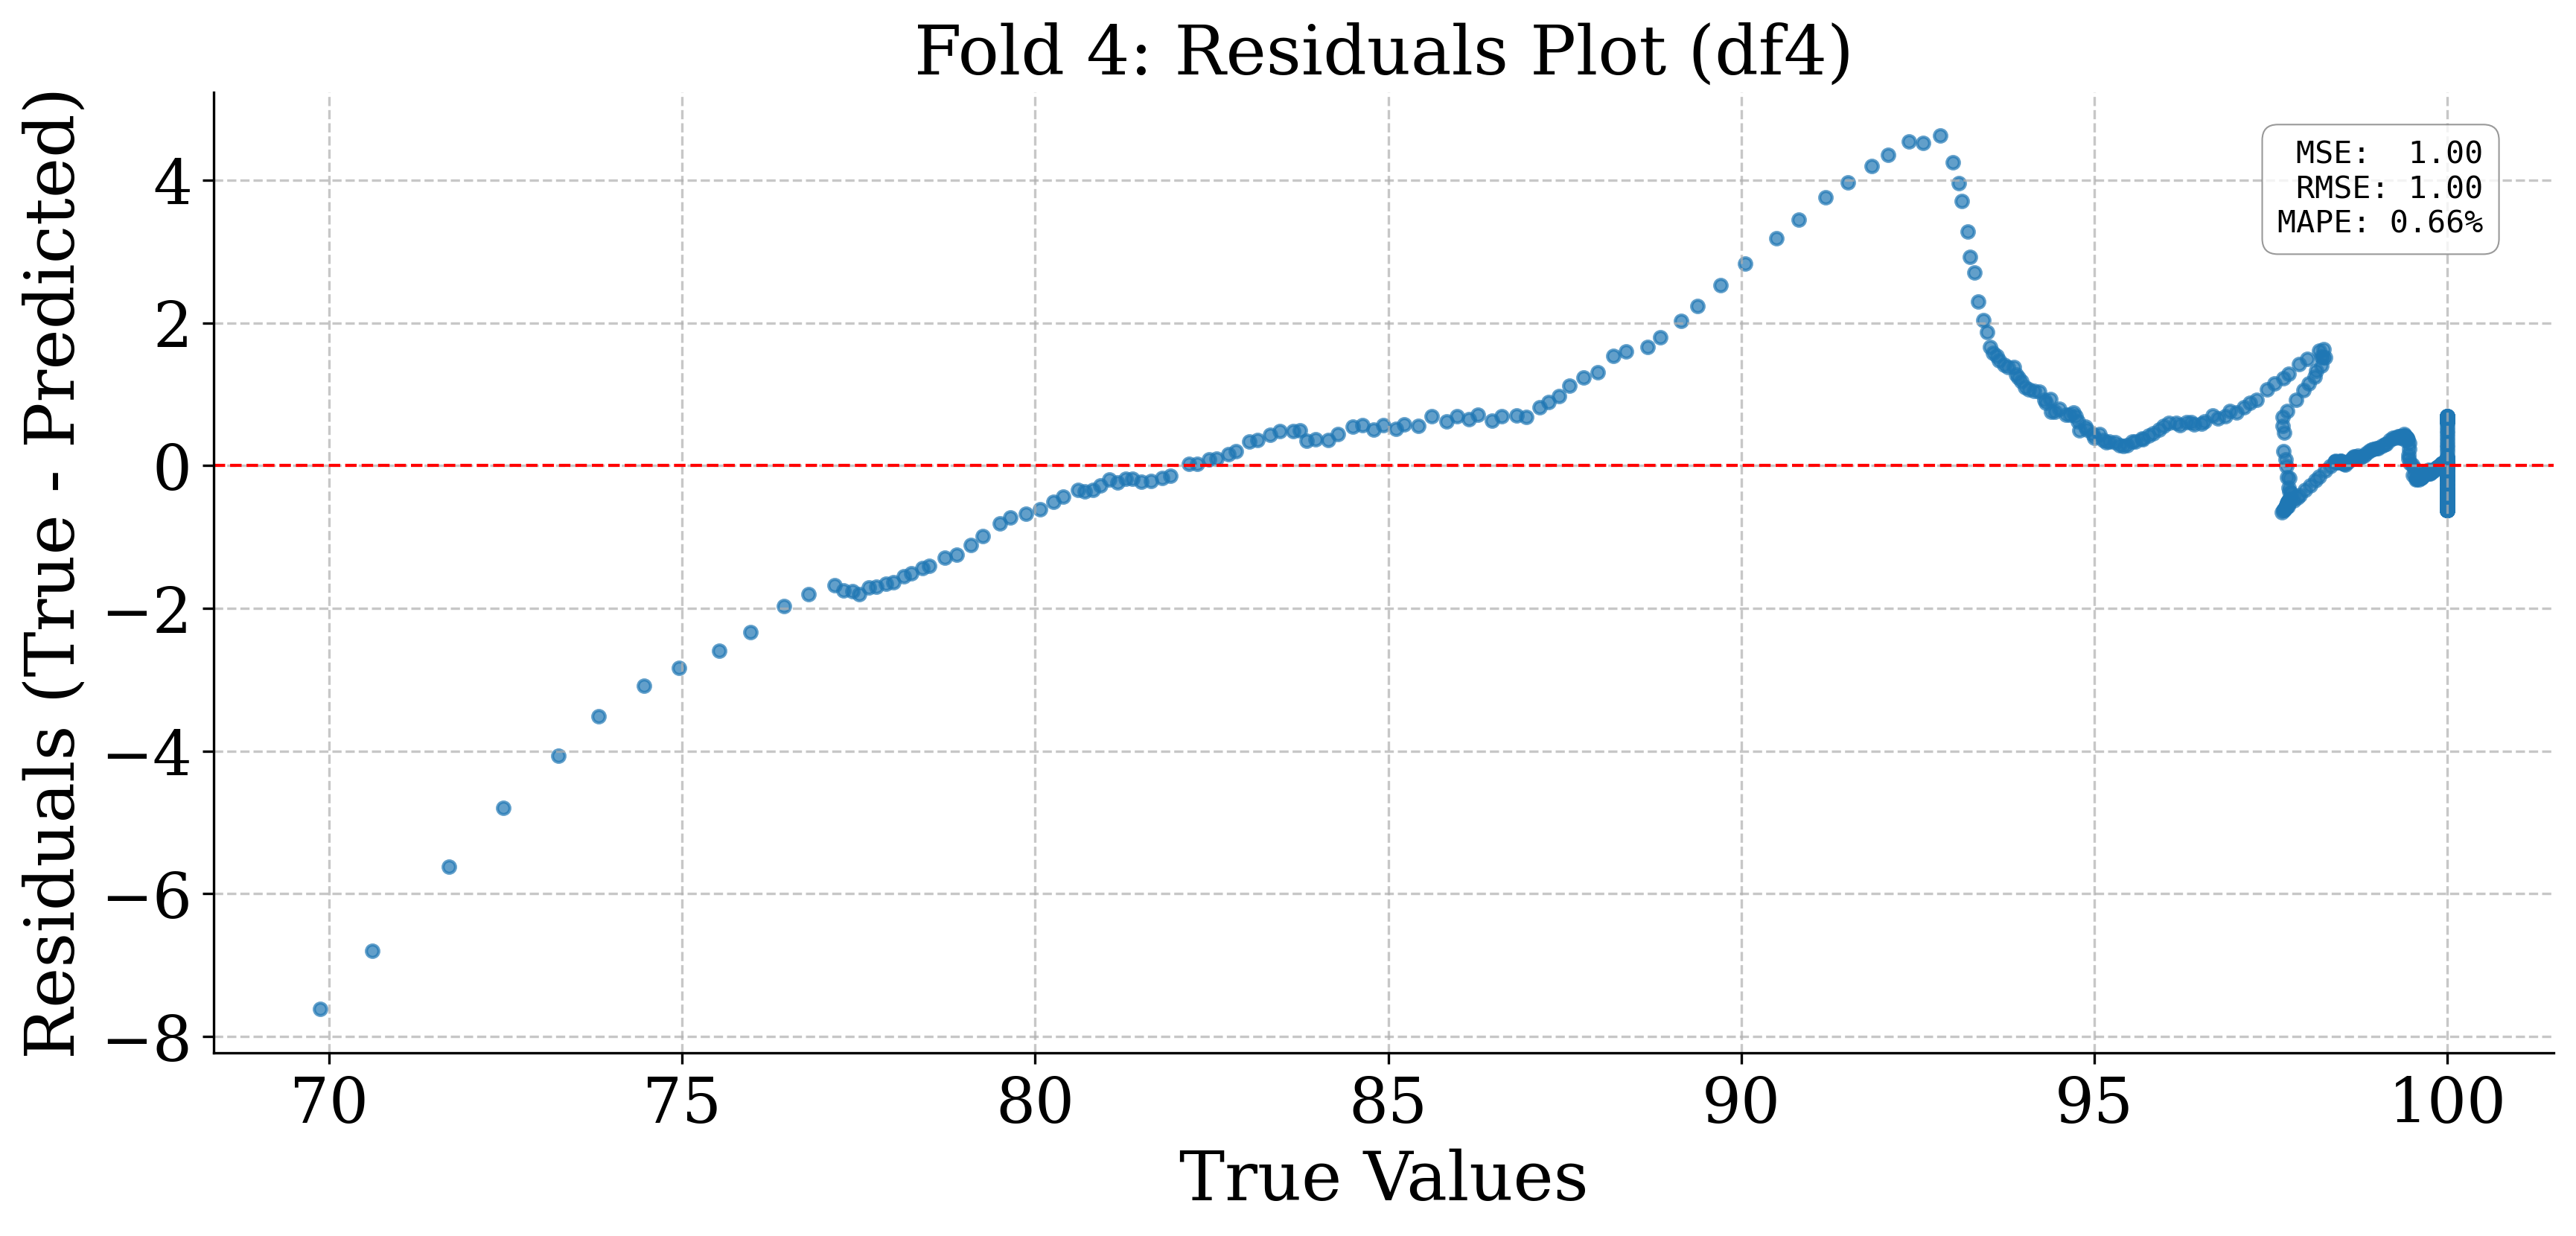 Fold 4: Residuals Plot (df4)
MSE: 1.00
RMSE: 1.00
MAPE: 0.66%
Residuals (True - Predicted)
4
2
0
−2
−4
−6
−8
70 75 80 85 90 95 100
True Values